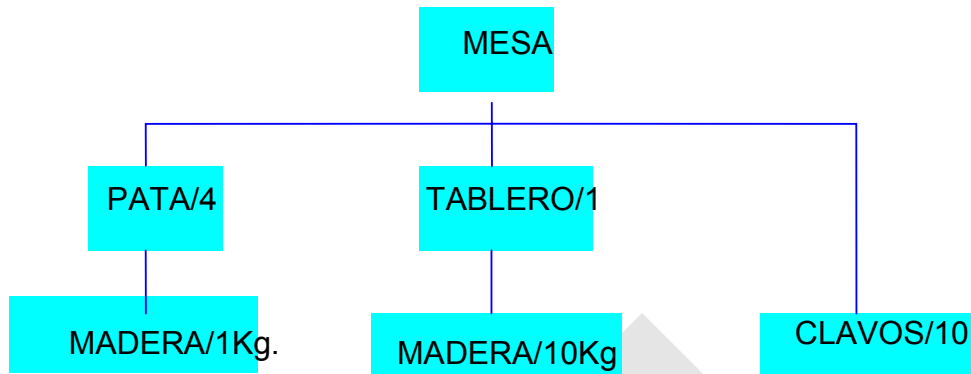 MESA
PATA/4
TABLERO/1
MADERA/1Kg.
MADERA/10Kg
CLAVOS/10